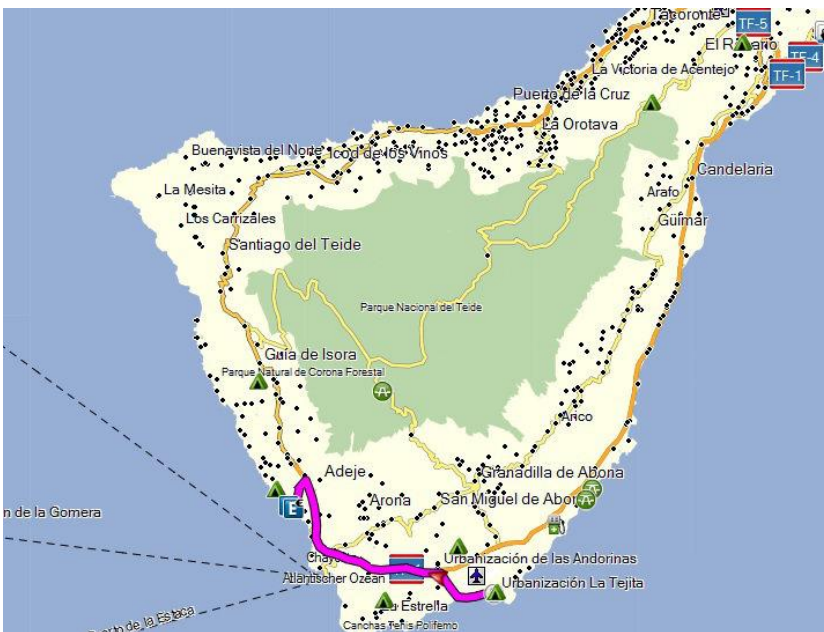 Tacoronte
TF-5
El Rosario
TF-4
La Victoria de Acentejo
TF-1
Puerto de la Cruz
La Orotava
Buenavista del Norte
Icod de los Vinos
Candelaria
La Mesita
Arafo
Los Carrizales
Güímar
Santiago del Teide
Parque Nacional del Teide
Guía de Isora
Parque Natural de Corona Forestal
Arico
Adeje
Granadilla de Abona
Arona
San Miguel de Abon
E
n de la Gomera
Chayo
Urbanización de las Andorinas
Atlantischer Ozean
Urbanización La Tejita
Estrella
Canchas Tenis Polifemo